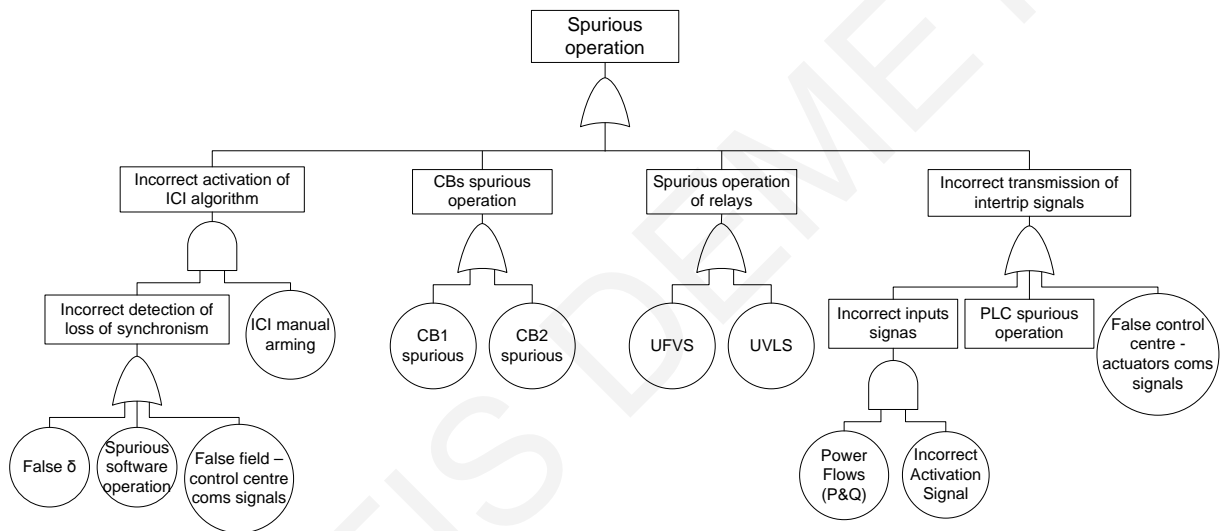 Spurious
operation
Incorrect activation of
ICI algorithm
CBs spurious
operation
Spurious operation
of relays
Incorrect transmission of
intertrip signals
Incorrect detection of
loss of synchronism
ICI manual
arming
CB1
spurious
CB2
spurious
UFVS
UVLS
Incorrect inputs
signas
PLC spurious
operation
False control
centre -
actuators coms
signals
False δ
Spurious
software
operation
False field –
control centre
coms signals
Power
Flows
(P&Q)
Incorrect
Activation
Signal